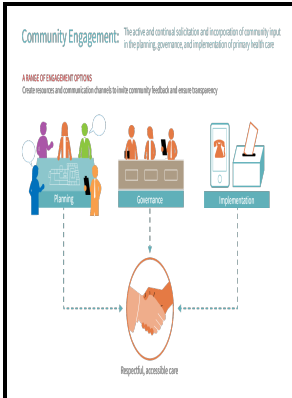 Community Engagement: The active and continual solicitation and incorporation of community input
in the planning, governance, and implementation of primary health care
A RANGE OF ENGAGEMENT OPTIONS
Create resources and communication channels to invite community feedback and ensure transparency
Planning
Governance
Implementation
Respectful, accessible care